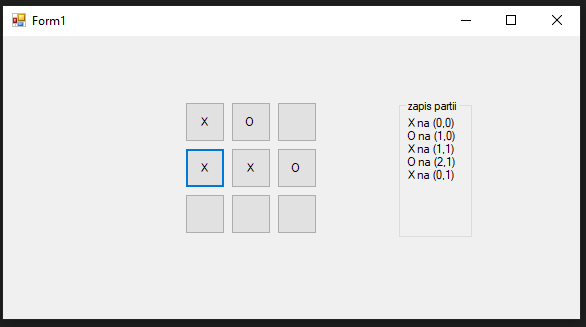 Form1
X O
X X O
zapis partii
X na (0,0)
O na (1,0)
X na (1,1)
O na (2,1)
X na (0,1)